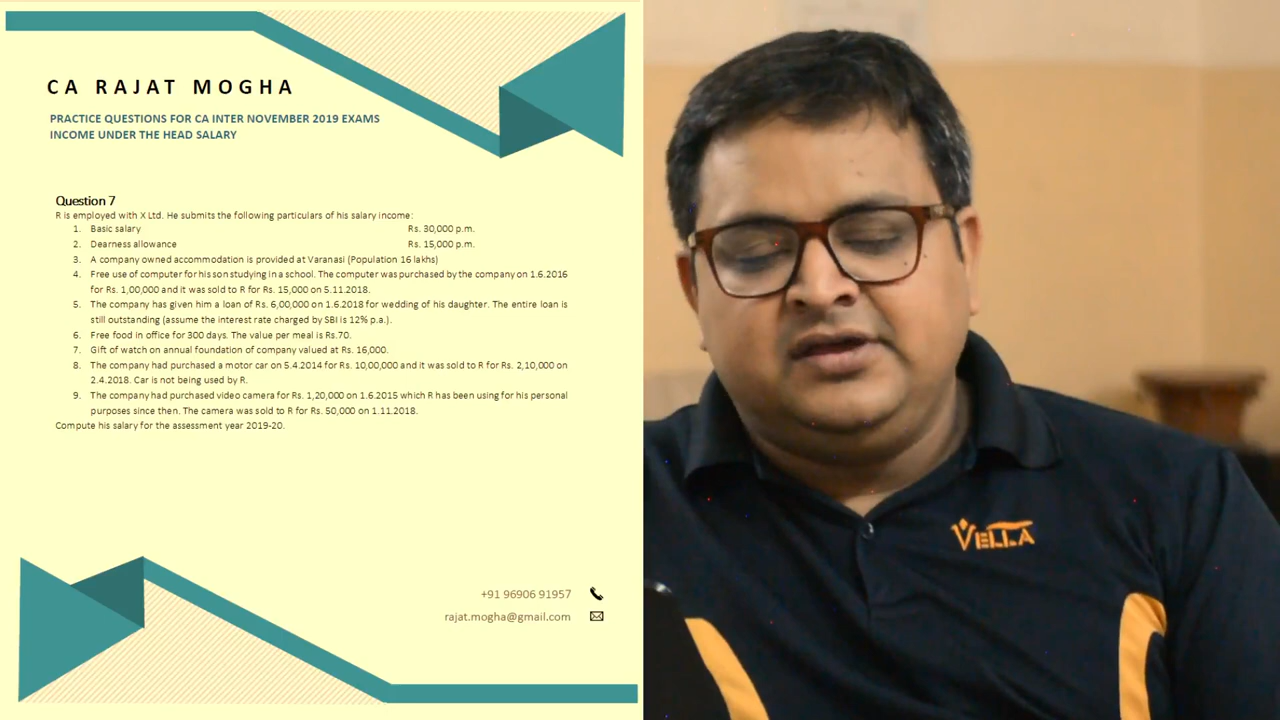 CA RAJAT MOGHA
PRACTICE QUESTIONS FOR CA INTER NOVEMBER 2019 EXAMS
INCOME UNDER THE HEAD SALARY
Question 7
R is employed with X Ltd. He submits the following particulars of his salary income:
1. Basic salary Rs. 30,000 p.m.
2. Dearness allowance Rs. 15,000 p.m.
3. A company owned accommodation is provided at Varanasi (Population 16 lakhs)
4. Free use of computer for his son studying in a school. The computer was purchased by the company on 1.6.2016
for Rs. 1,00,000 and it was sold to R for Rs. 15,000 on 5.11.2018.
5. The company has given him a loan of Rs. 6,00,000 on 1.6.2018 for wedding of his daughter. The entire loan is
still outstanding (assume the interest rate charged by SBI is 12% p.a.).
6. Free food in office for 300 days. The value per meal is Rs.70.
7. Gift of watch on annual foundation of company valued at Rs. 16,000.
8. The company had purchased a motor car on 5.4.2014 for Rs. 10,00,000 and it was sold to R for Rs. 2,10,000 on
2.4.2018. Car is not being used by R.
9. The company had purchased video camera for Rs. 1,20,000 on 1.6.2015 which R has been using for his personal
purposes since then. The camera was sold to R for Rs. 50,000 on 1.11.2018.
Compute his salary for the assessment year 2019-20.
+91 96906 91957
rajat.mogha@gmail.com
VELLA